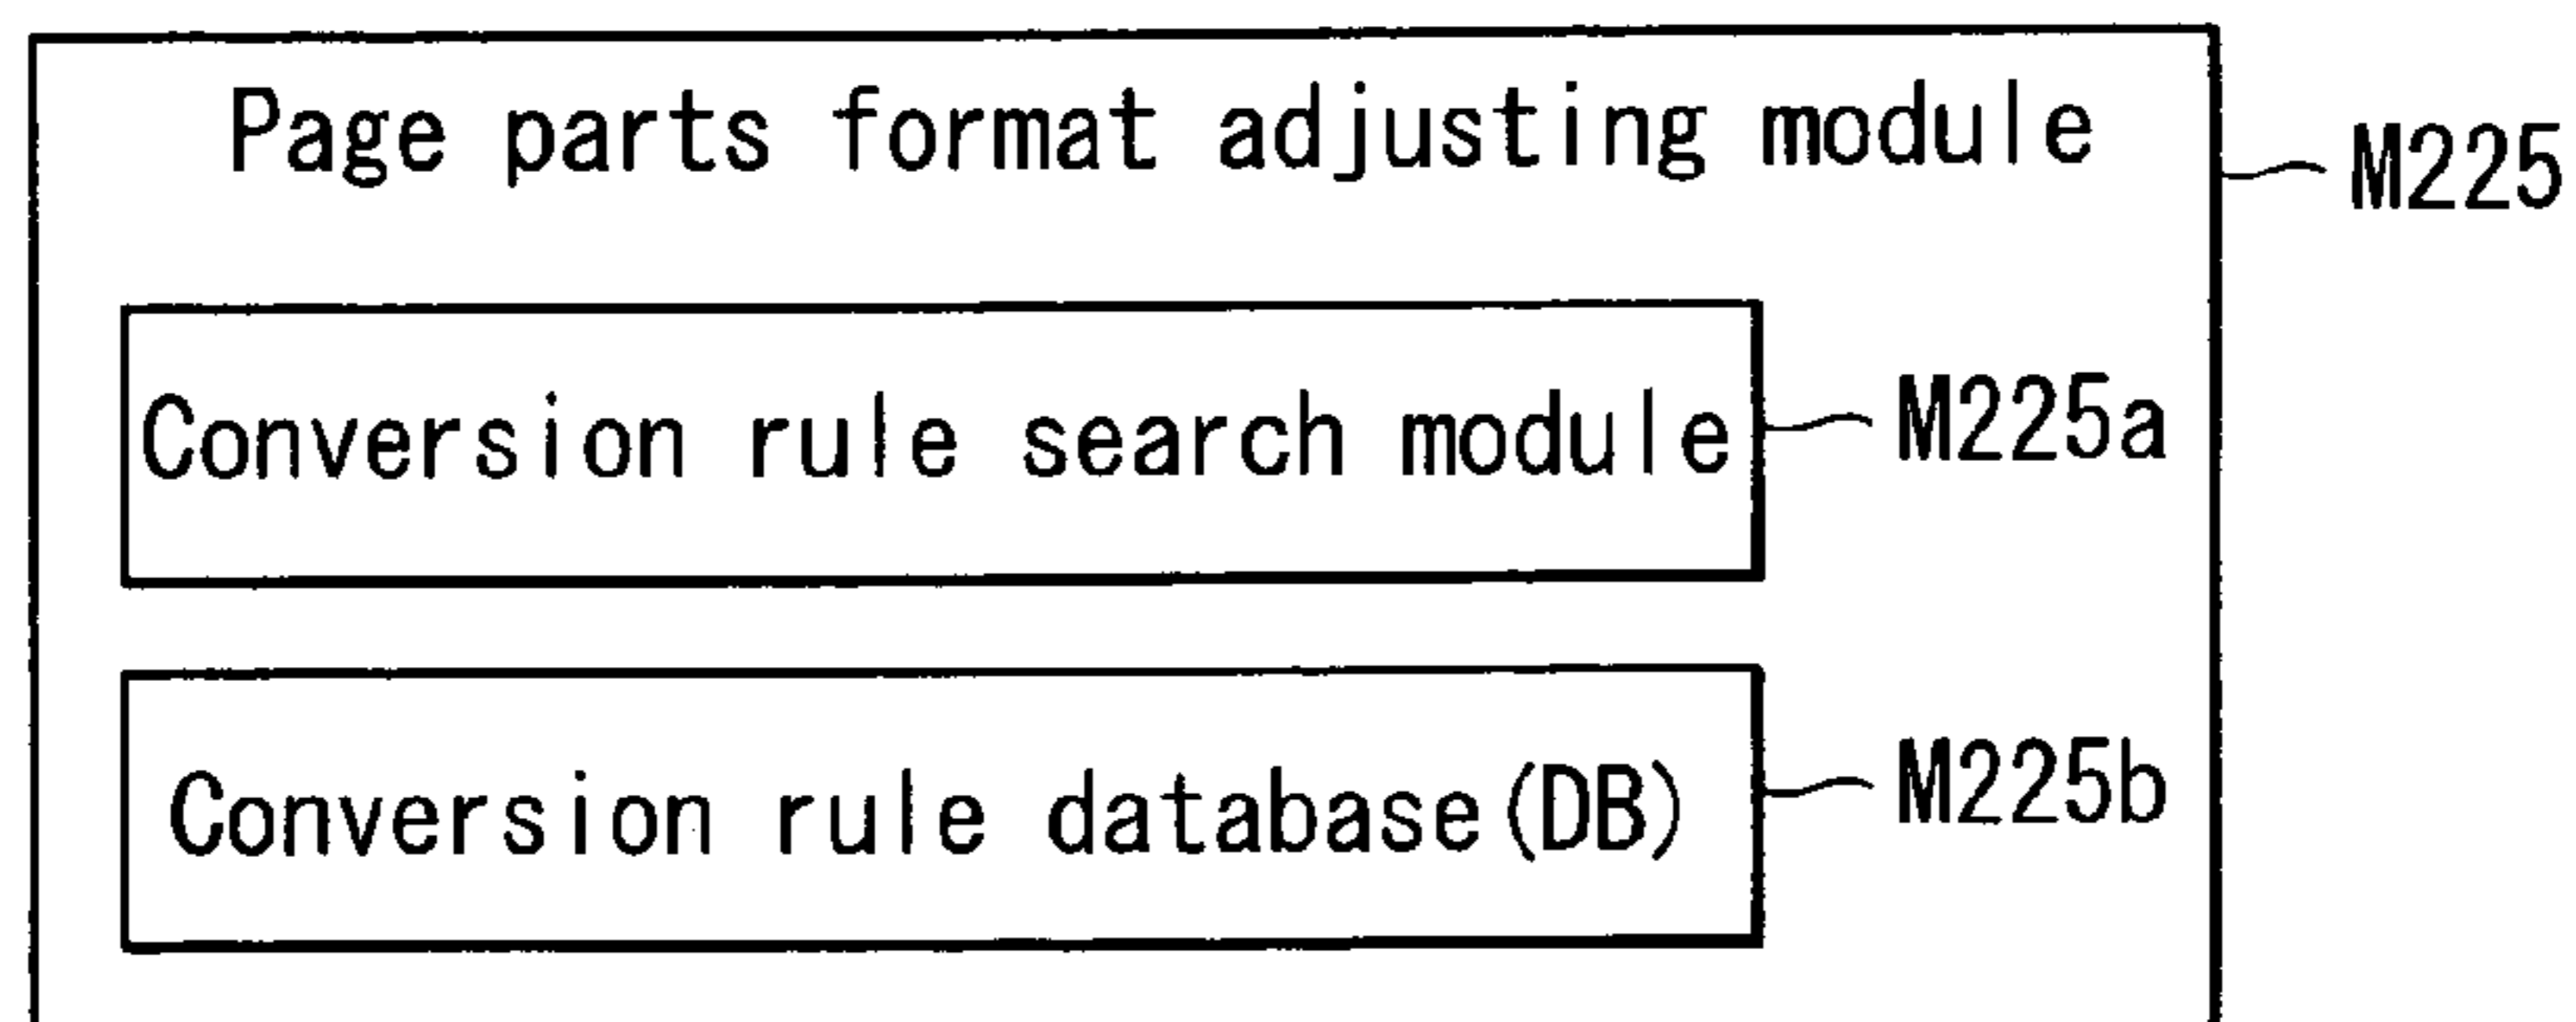 Page parts format adjusting module
M225
Conversion rule search module
M225a
Conversion rule database(DB)
M225b